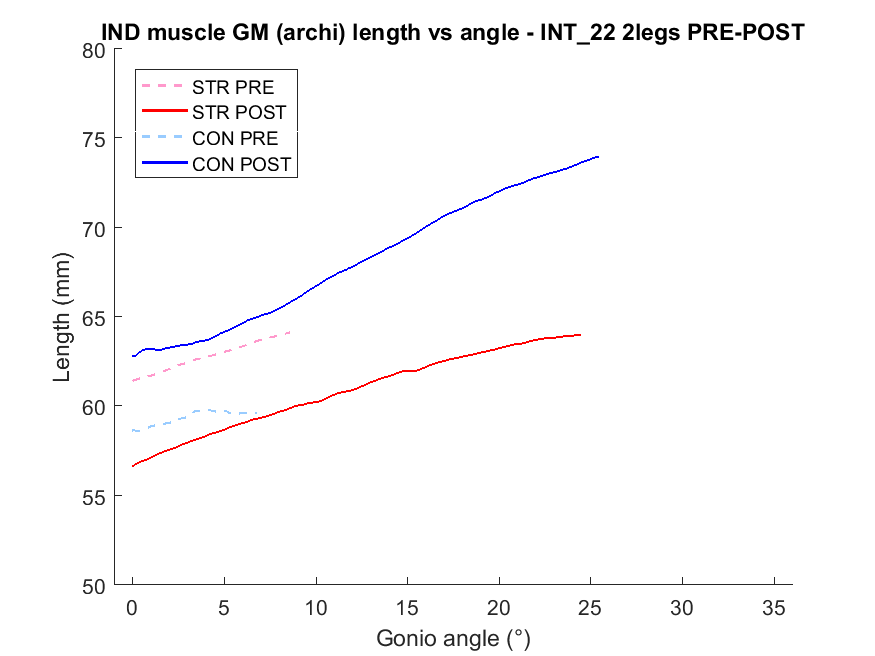 IND muscle GM (archi) length vs angle - INT_22 2legs PRE-POST
80
75
70
65
60
55
50
Length (mm)
STR PRE
STR POST
CON PRE
CON POST
0 5 10 15 20 25 30 35
Gonio angle (°)